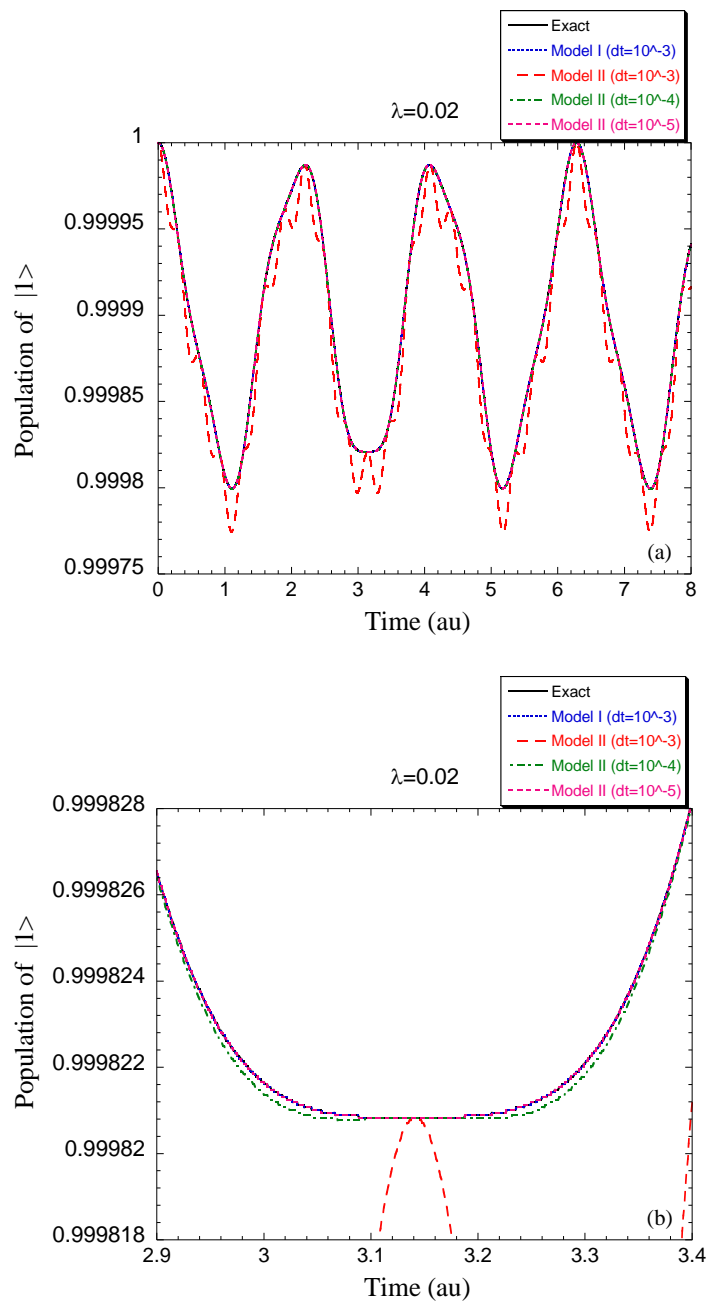 Exact
Model I (dt=10^-3)
Model II (dt=10^-3)
Model II (dt=10^-4)
Model II (dt=10^-5)
λ=0.02
1
0.99995
0.9999
0.99985
0.9998
0.99975
Population of |1>
(a)
0 1 2 3 4 5 6 7 8
Time (au)
Exact
Model I (dt=10^-3)
Model II (dt=10^-3)
Model II (dt=10^-4)
Model II (dt=10^-5)
λ=0.02
0.999828
0.999826
0.999824
0.999822
0.99982
0.999818
Population of |1>
(b)
2.9 3 3.1 3.2 3.3 3.4
Time (au)